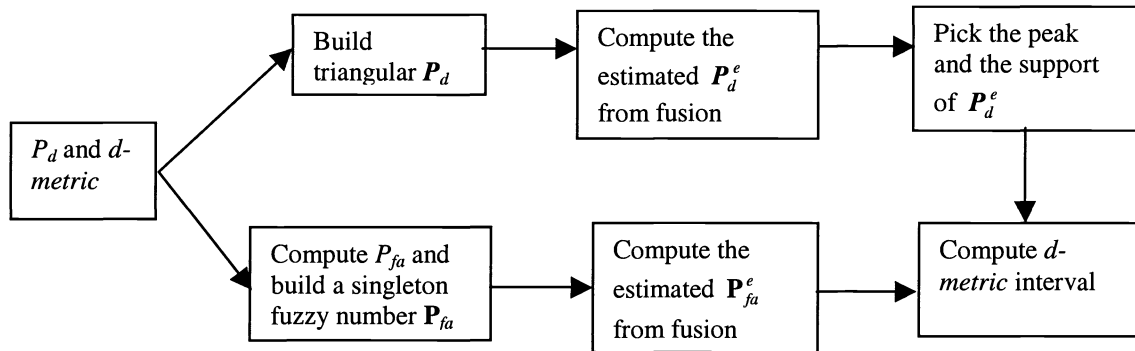 Build
triangular P_d
Compute the
estimated P_d^e
from fusion
Pick the peak
and the support
of P_d^e
P_d and d-
metric
Compute P_fa and
build a singleton
fuzzy number P_fa
Compute the
estimated P_fa^e
from fusion
Compute d-
metric interval